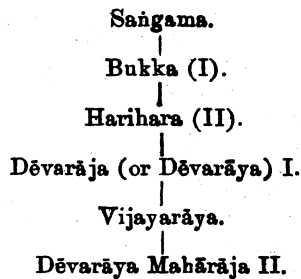 Saṅgama.
Bukka (I).
Harihara (II).
Dēvarāja (or Dēvarāya) I.
Vijayarāya.
Dēvarāya Mahārāja II.